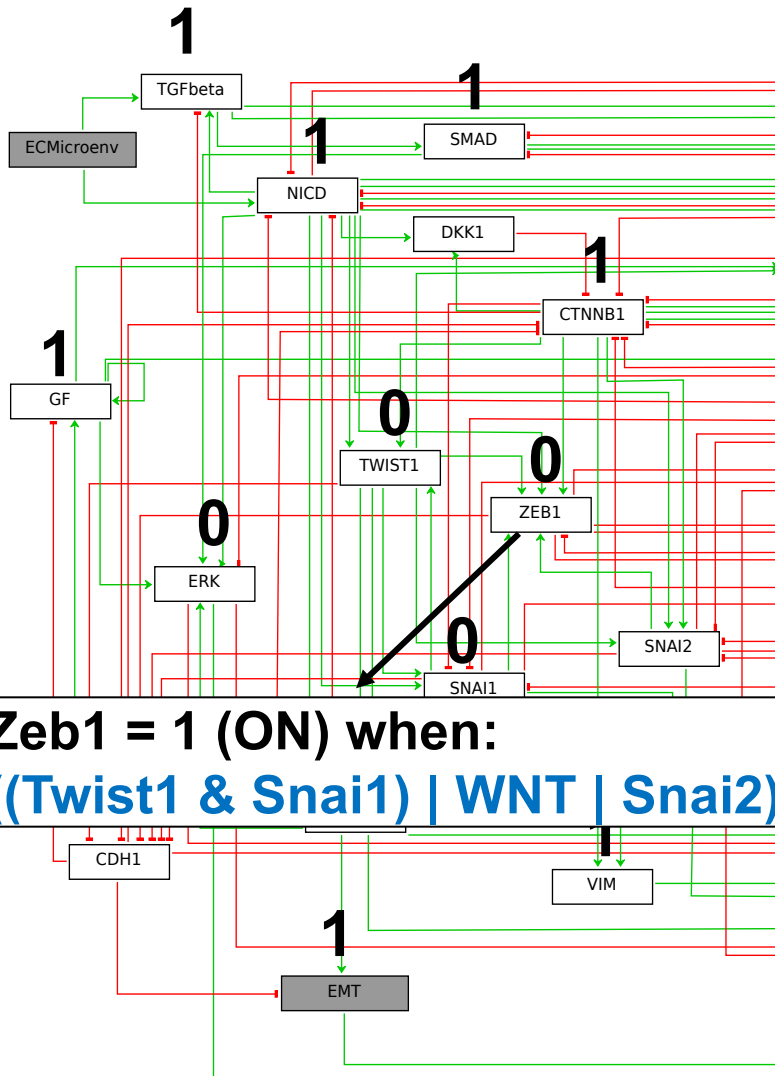 1
TGFbeta
1
SMAD
ECMicroenv
1
NICD
DKK1
1
CTNNB1
1
GF
0
TWIST1
0
ZEB1
0
ERK
0
SNAI2
SNAI1
Zeb1 = 1 (ON) when:
((Twist1 & Snai1) | WNT | Snai2)
CDH1
VIM
1
EMT